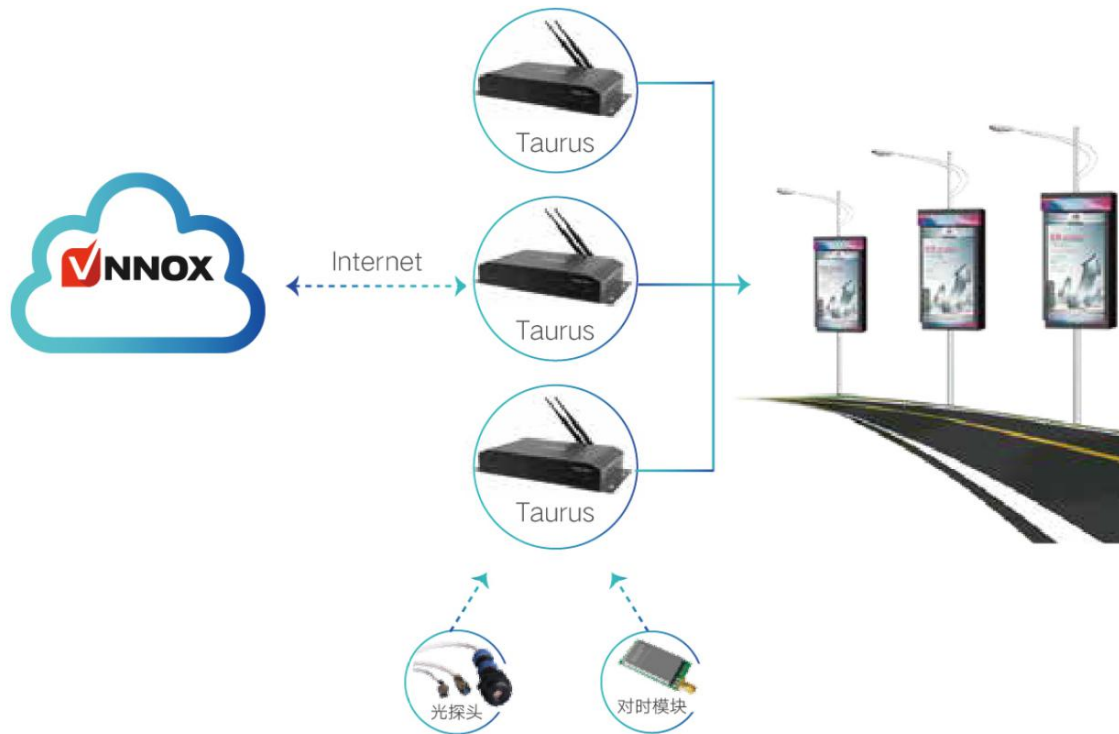 Taurus
VNNOX
Internet
Taurus
Taurus
光探头
对时模块